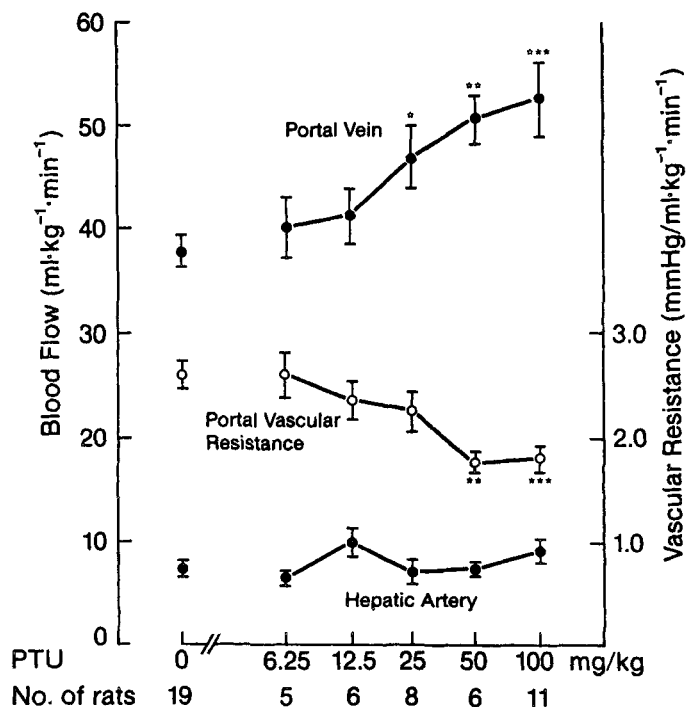 60
50
40
30
20
10
0
Blood Flow (ml·kg⁻¹·min⁻¹)
3.0
2.0
1.0
Vascular Resistance (mmHg/ml·kg⁻¹·min⁻¹)
*
**
***
Portal Vein
Portal Vascular
Resistance
**
***
Hepatic Artery
PTU 0 // 6.25 12.5 25 50 100 mg/kg
No. of rats 19 5 6 8 6 11